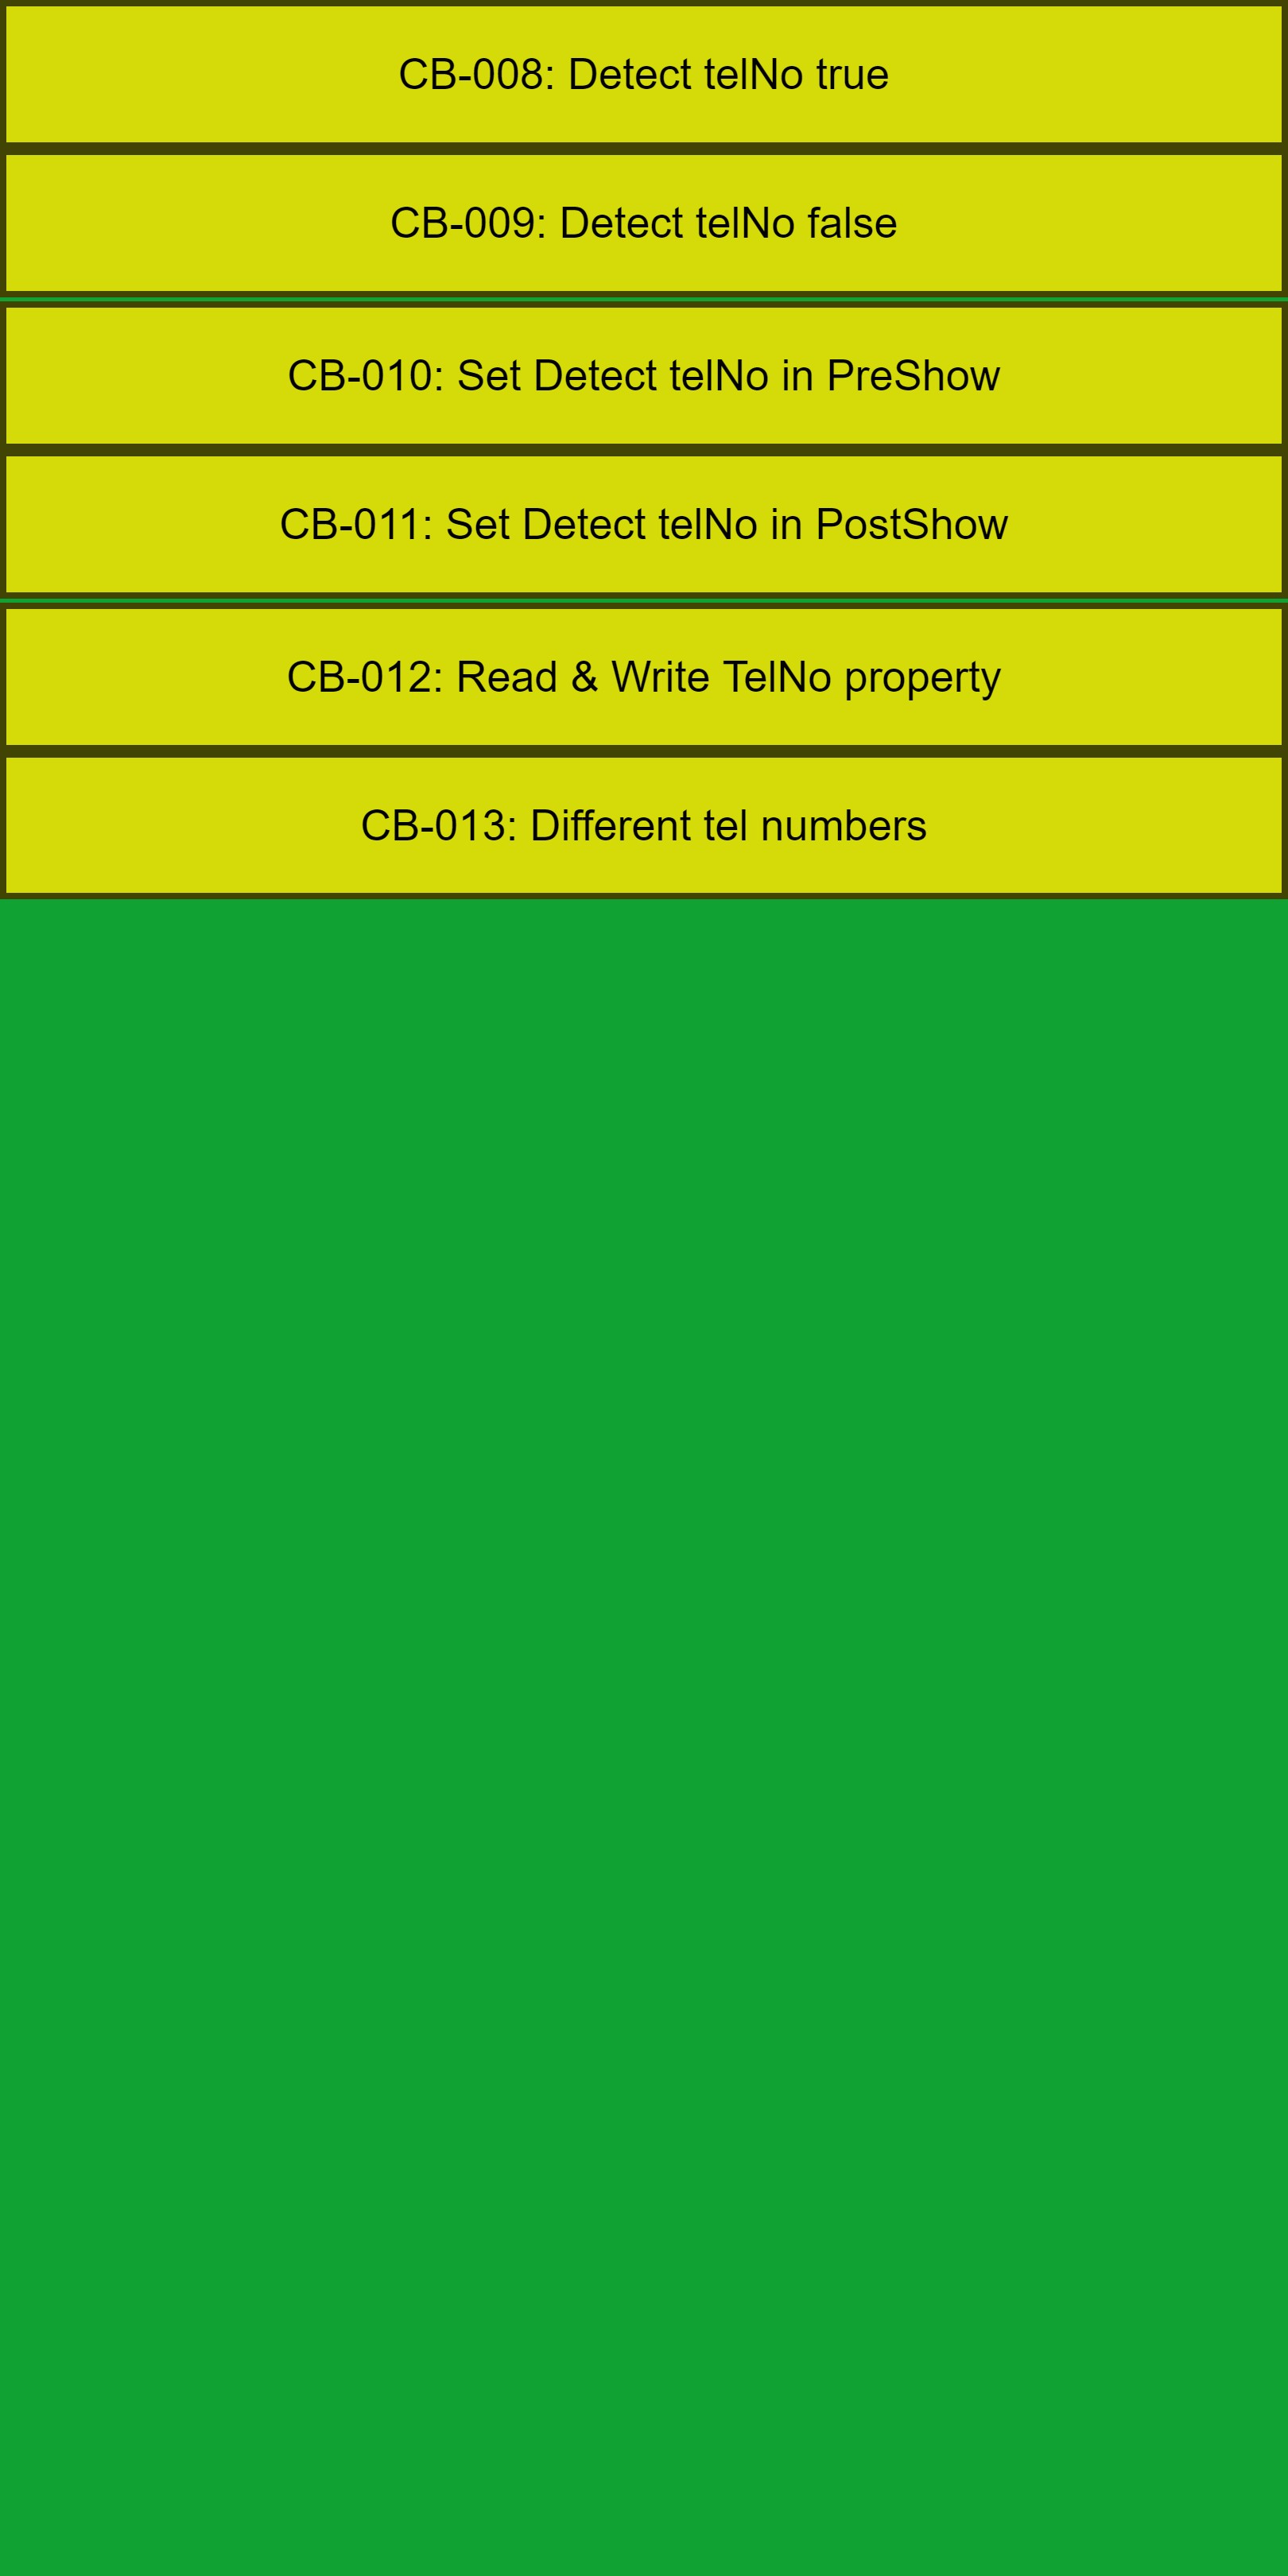 CB-008: Detect telNo true
CB-009: Detect telNo false
CB-010: Set Detect telNo in PreShow
CB-011: Set Detect telNo in PostShow
CB-012: Read & Write TelNo property
CB-013: Different tel numbers